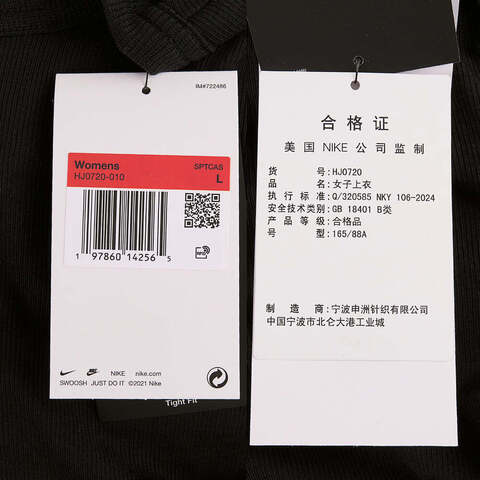 IM#722486
Womens SPTCAS
HJ0720-010 L
1 97860 14256 5
RFID
NIKE nike.com
SWOOSH JUST DO IT ©2021 Nike
Tight Fit
合格证
美国 NIKE 公司监制
货号:HJ0720
品名:女子上衣
执行标准:Q/320585 NKY 106-2024
安全技术类别:GB 18401 B类
产品等级:合格品
号型:165/88A
制造商:宁波申洲针织有限公司
中国宁波市北仑大港工业城